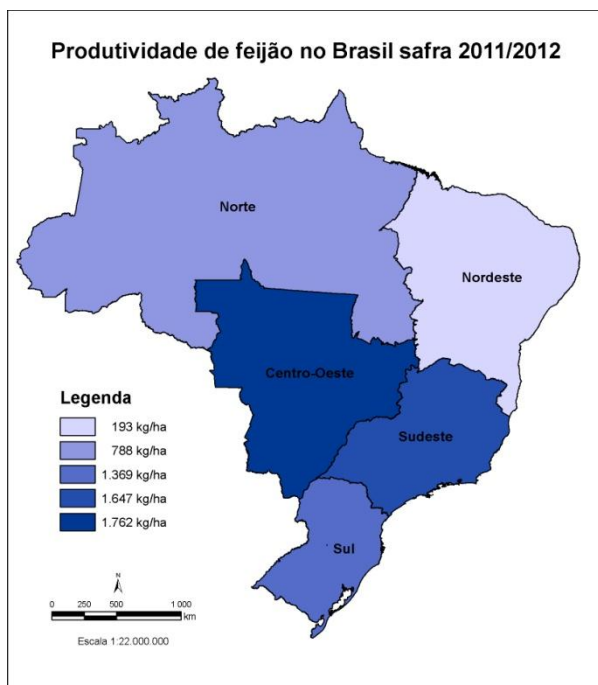 Produtividade de feijão no Brasil safra 2011/2012
Norte
Nordeste
Centro-Oeste
Sudeste
Sul
Legenda
193 kg/ha
788 kg/ha
1.369 kg/ha
1.647 kg/ha
1.762 kg/ha
N
0 250 500 1 000
km
Escala 1:22.000.000